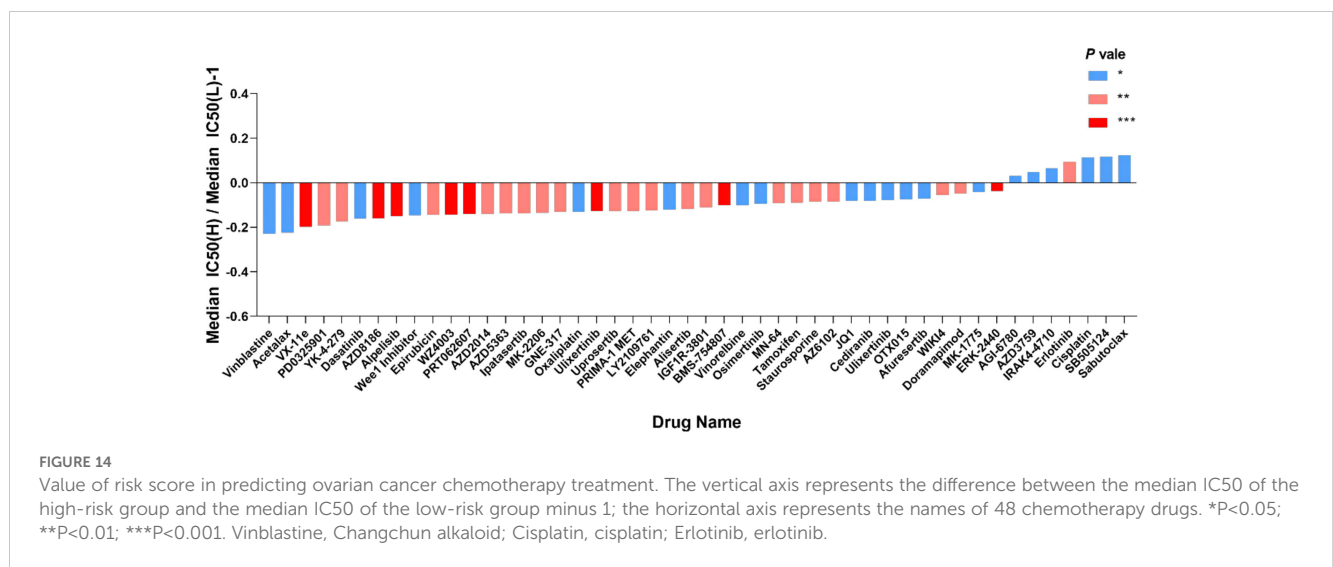 P vale
*
**
***
Median IC50(H) / Median IC50(L)-1
0.4
0.2
0.0
-0.2
-0.4
-0.6
Vinblastine
Acetalax
VX-11e
PD0325901
YK-4-279
Dasatinib
AZD8186
Alpelisib
Wee1 Inhibitor
Epirubicin
WZ4003
PRT062607
AZD2014
AZD5363
Ipatasertib
MK-2206
GNE-317
Oxaliplatin
Ulixertinib
Uprosertib
PRIMA-1 MET
LY2109761
Elephantin
Alisertib
IGF1R-3801
BMS-754807
Vinorelbine
Osimertinib
MN-64
Tamoxifen
Staurosporine
AZ6102
JQ1
Cediranib
Ulixertinib
OTX015
Afuresertib
WIKI4
Doramapimod
MK-1775
ERK-2440
AGI-6780
AZD3759
IRAK4-4710
Erlotinib
Cisplatin
SB505124
Sabutoclax
Drug Name
FIGURE 14
Value of risk score in predicting ovarian cancer chemotherapy treatment. The vertical axis represents the difference between the median IC50 of the
high-risk group and the median IC50 of the low-risk group minus 1; the horizontal axis represents the names of 48 chemotherapy drugs. *P<0.05;
**P<0.01; ***P<0.001. Vinblastine, Changchun alkaloid; Cisplatin, cisplatin; Erlotinib, erlotinib.